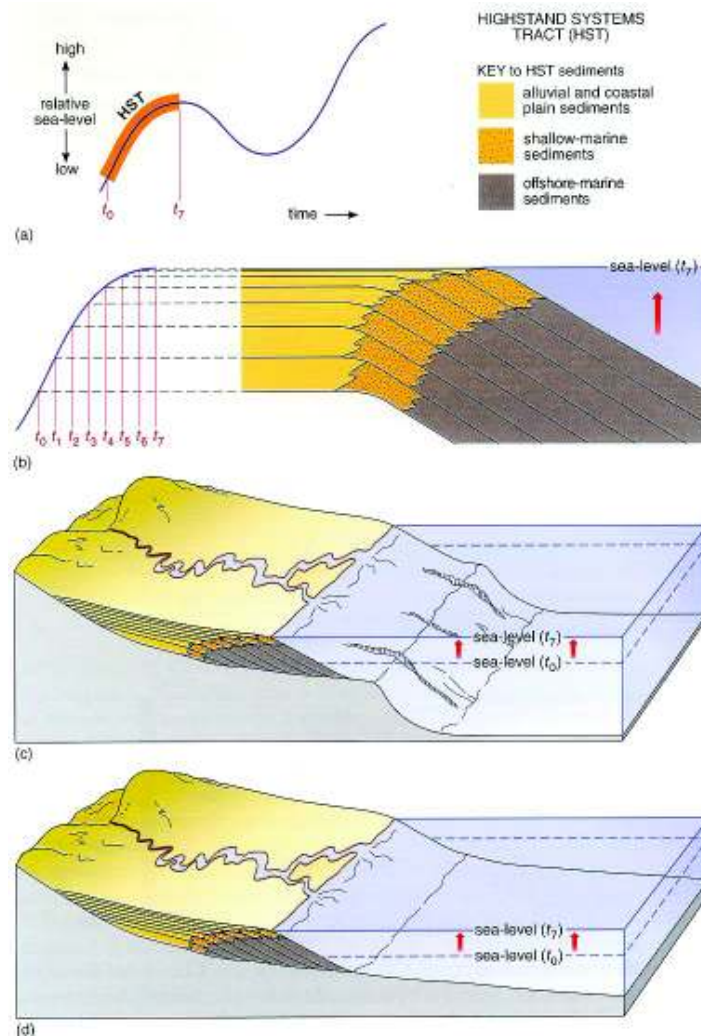 HIGHSTAND SYSTEMS
TRACT (HST)
KEY to HST sediments
alluvial and coastal
plain sediments
shallow-marine
sediments
offshore-marine
sediments
high
relative
sea-level
low
HST
t0
t7
time
(a)
sea-level (t7)
t0 t1 t2 t3 t4 t5 t6 t7
(b)
sea-level (t7)
sea-level (t0)
(c)
sea-level (t7)
sea-level (t0)
(d)